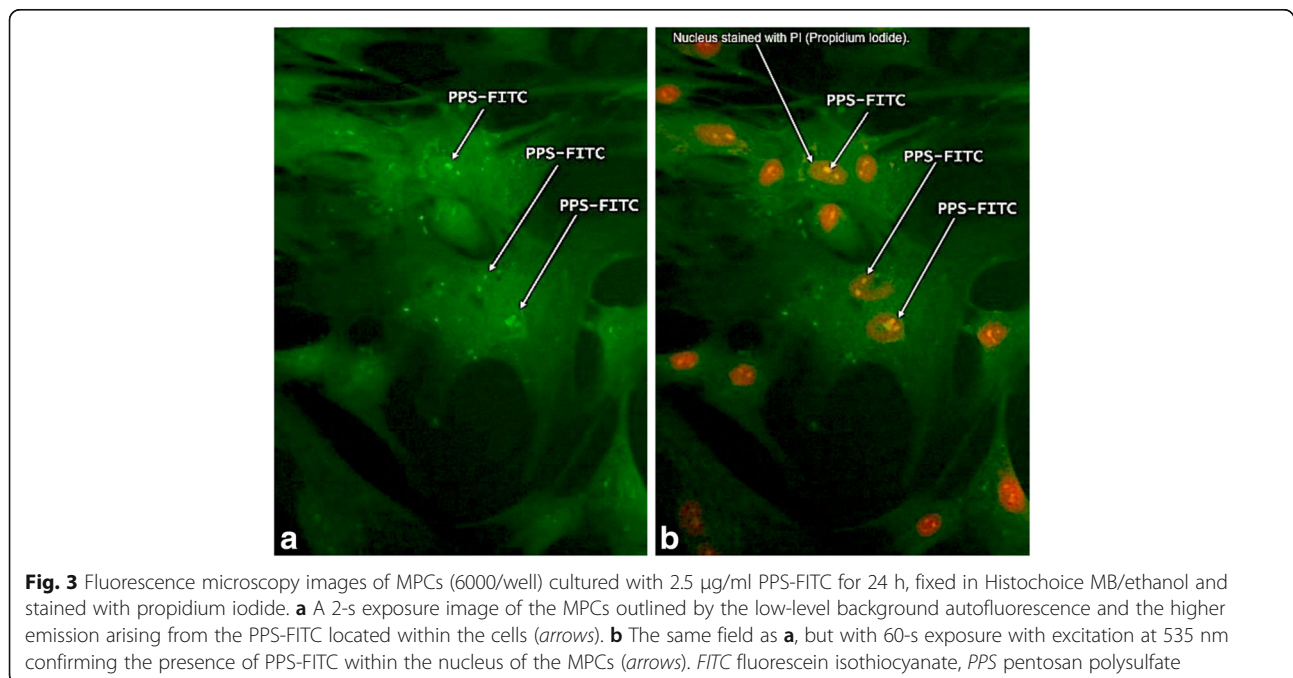 PPS-FITC
PPS-FITC
PPS-FITC
a
Nucleus stained with PI (Propidium Iodide).
PPS-FITC
PPS-FITC
PPS-FITC
b
Fig. 3 Fluorescence microscopy images of MPCs (6000/well) cultured with 2.5 μg/ml PPS-FITC for 24 h, fixed in Histochoice MB/ethanol and
stained with propidium iodide. a A 2-s exposure image of the MPCs outlined by the low-level background autofluorescence and the higher
emission arising from the PPS-FITC located within the cells (arrows). b The same field as a, but with 60-s exposure with excitation at 535 nm
confirming the presence of PPS-FITC within the nucleus of the MPCs (arrows). FITC fluorescein isothiocyanate, PPS pentosan polysulfate